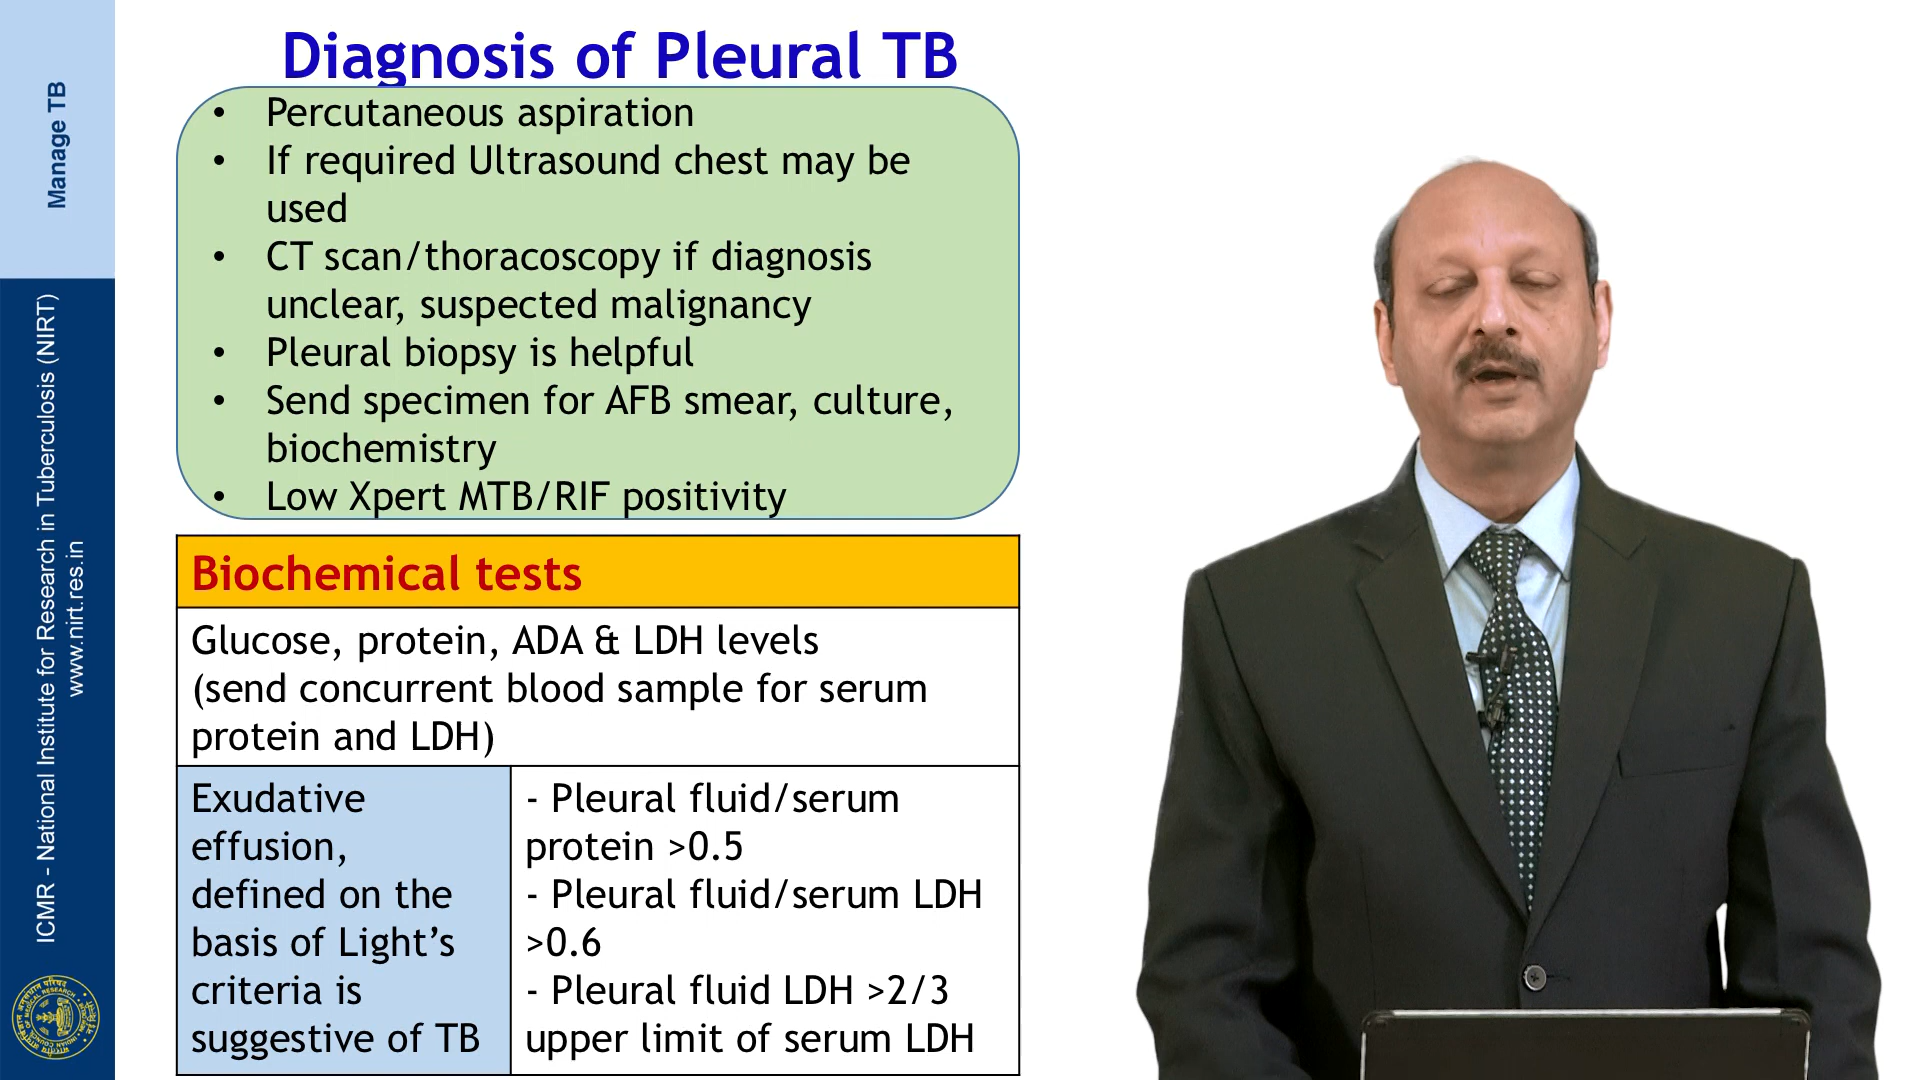 Manage TB
ICMR - National Institute for Research in Tuberculosis (NIRT)
www.nirt.res.in
Diagnosis of Pleural TB
• Percutaneous aspiration
• If required Ultrasound chest may be
used
• CT scan/thoracoscopy if diagnosis
unclear, suspected malignancy
• Pleural biopsy is helpful
• Send specimen for AFB smear, culture,
biochemistry
• Low Xpert MTB/RIF positivity
Biochemical tests
Glucose, protein, ADA & LDH levels
(send concurrent blood sample for serum
protein and LDH)
Exudative
effusion,
defined on the
basis of Light’s
criteria is
suggestive of TB
- Pleural fluid/serum
protein >0.5
- Pleural fluid/serum LDH
>0.6
- Pleural fluid LDH >2/3
upper limit of serum LDH